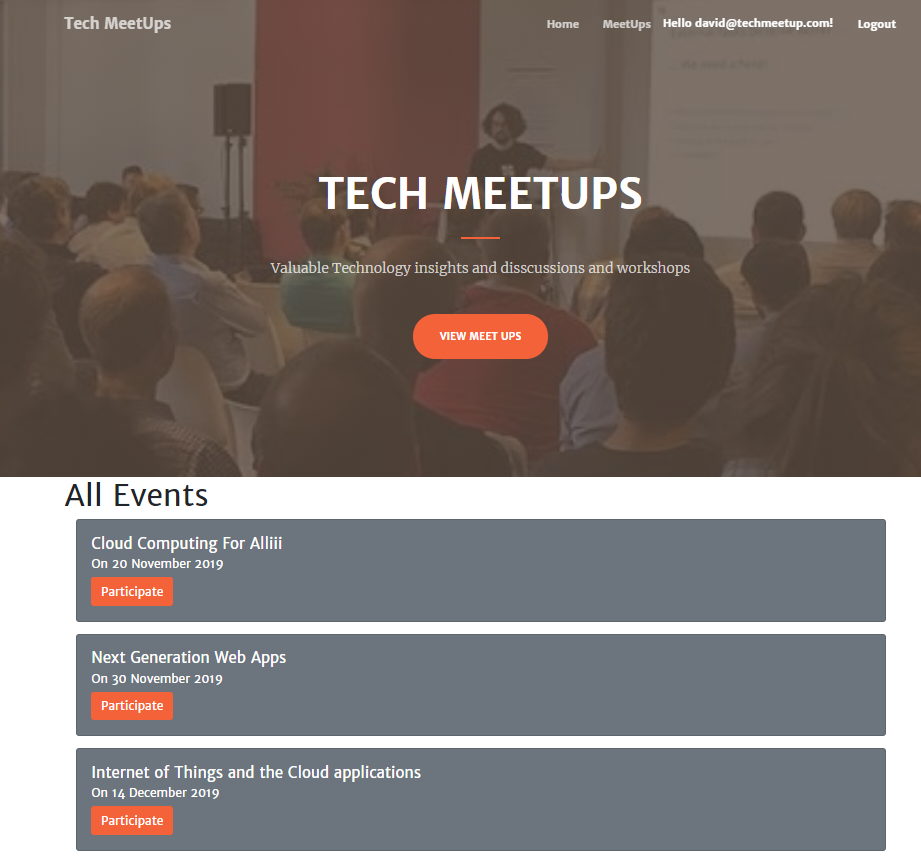 Tech MeetUps
Home MeetUps Hello david@techmeetup.com! Logout
TECH MEETUPS
Valuable Technology insights and disscussions and workshops
VIEW MEET UPS
All Events
Cloud Computing For Alliii
On 20 November 2019
Participate
Next Generation Web Apps
On 30 November 2019
Participate
Internet of Things and the Cloud applications
On 14 December 2019
Participate